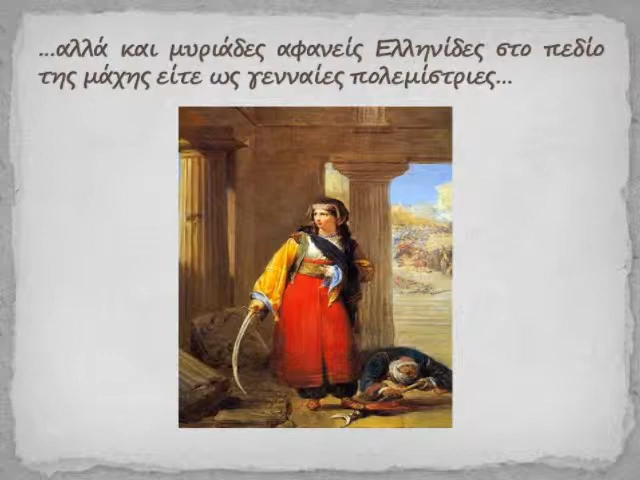 ...αλλά και μυριάδες αφανείς Ελληνίδες στο πεδίο
της μάχης είτε ως γενναίες πολεμίστριες...